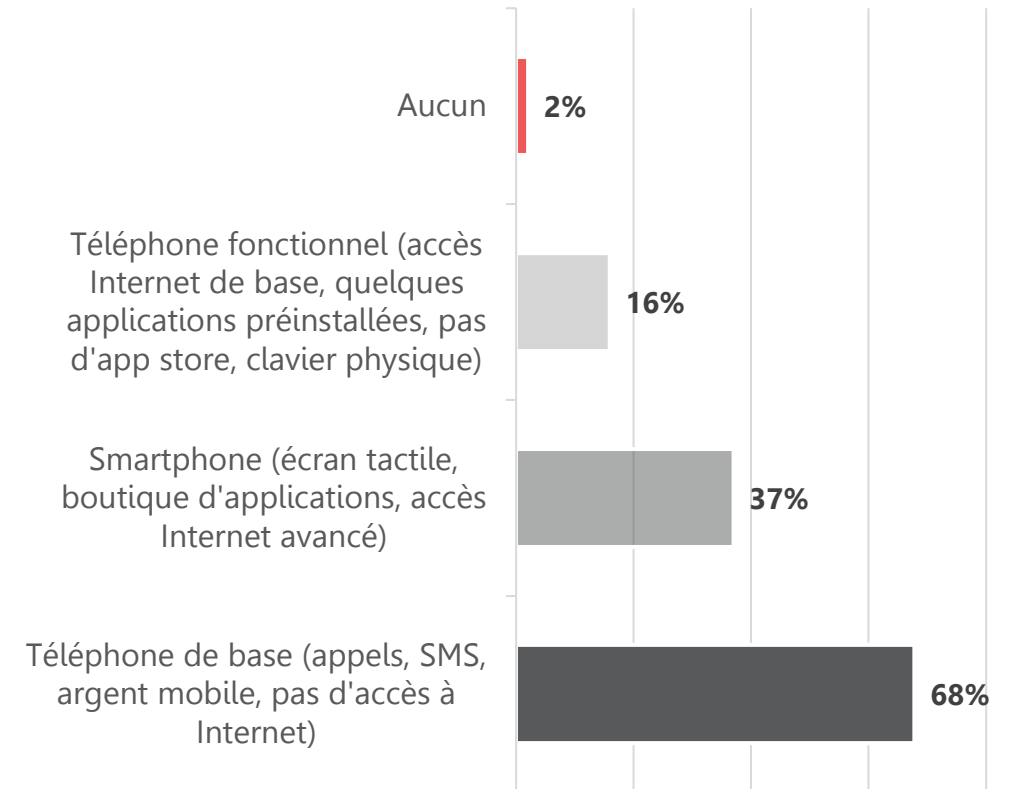 Aucun
2%
Téléphone fonctionnel (accès
Internet de base, quelques
applications préinstallées, pas
d'app store, clavier physique)
16%
Smartphone (écran tactile,
boutique d'applications, accès
Internet avancé)
37%
Téléphone de base (appels, SMS,
argent mobile, pas d'accès à
Internet)
68%